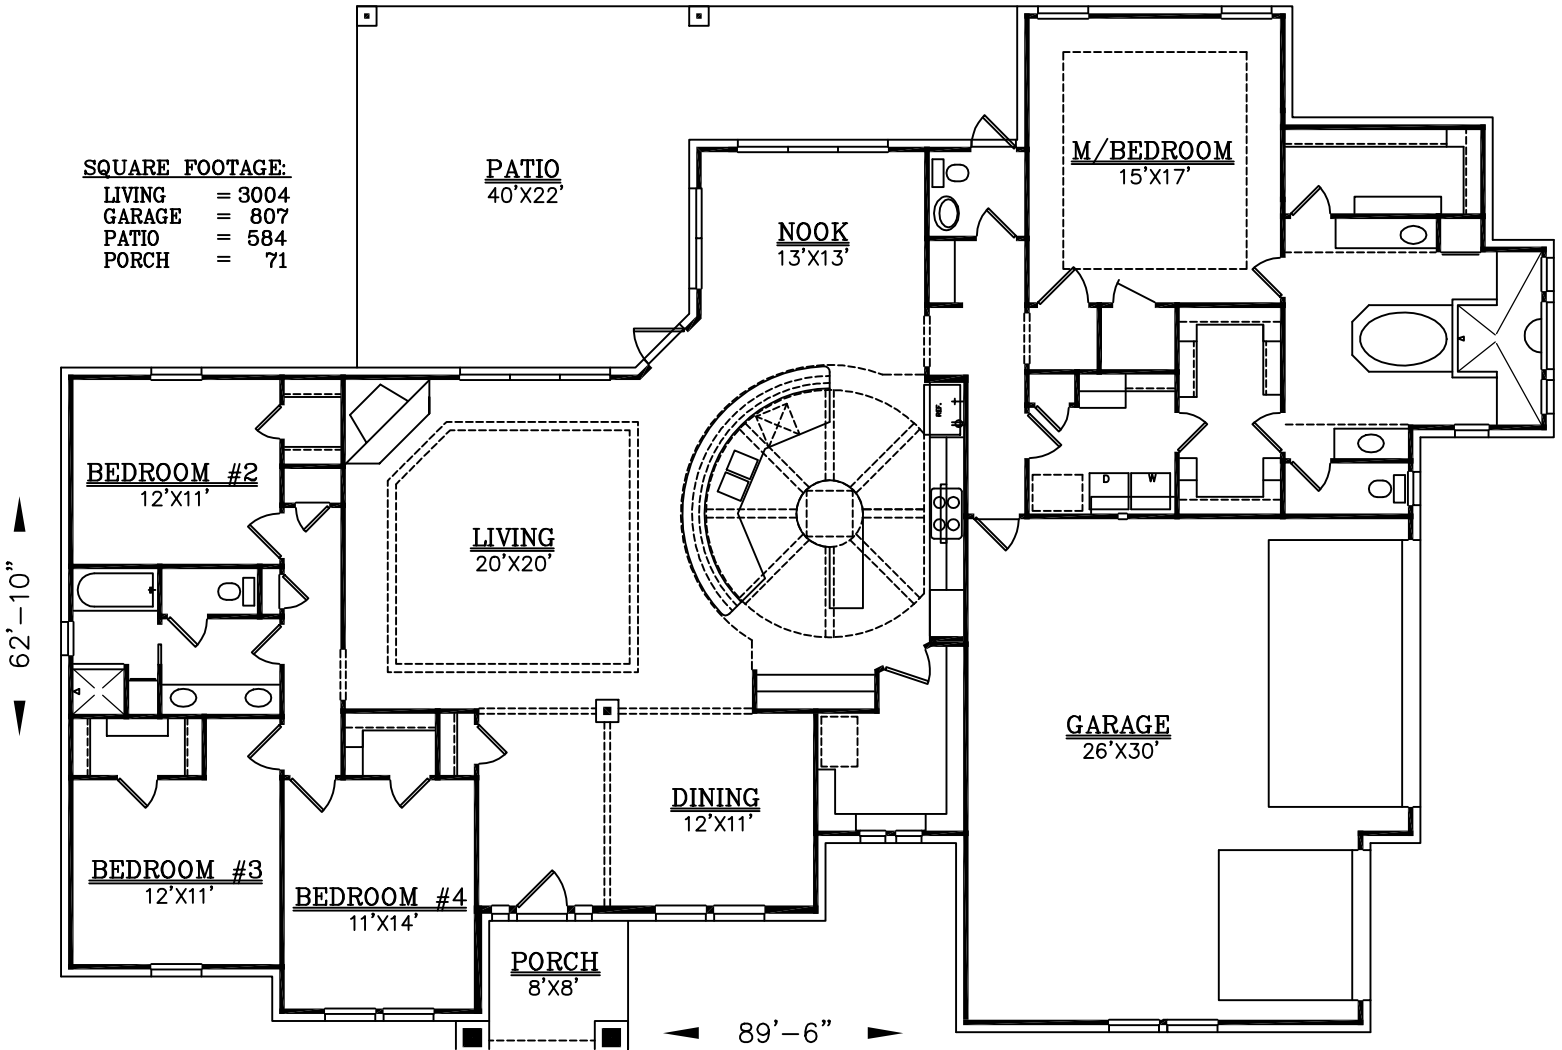 SQUARE FOOTAGE:
LIVING = 3004
GARAGE = 807
PATIO = 584
PORCH = 71
PATIO
40'X22'
M/BEDROOM
15'X17'
NOOK
13'X13'
REF.
BEDROOM #2
12'X11'
D W
LIVING
20'X20'
62'-10"
GARAGE
26'X30'
DINING
12'X11'
BEDROOM #3
12'X11'
BEDROOM #4
11'X14'
PORCH
8'X8'
89'-6"